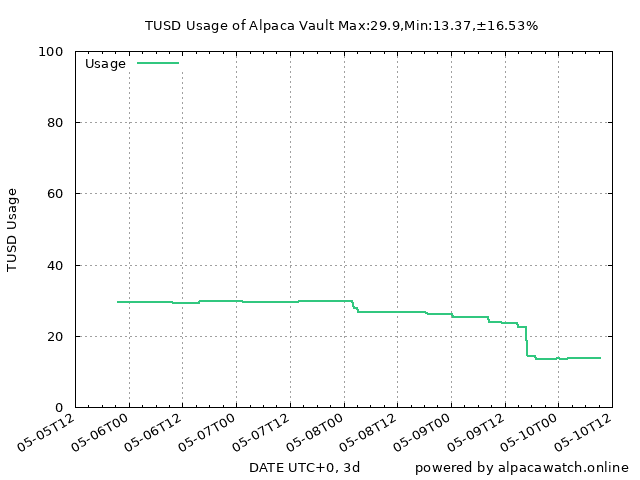 TUSD Usage of Alpaca Vault Max:29.9,Min:13.37,±16.53%
Usage
TUSD Usage
100
80
60
40
20
0
05-05T12
05-06T00
05-06T12
05-07T00
05-07T12
05-08T00
05-08T12
05-09T00
05-09T12
05-10T00
05-10T12
DATE UTC+0, 3d
powered by alpacawatch.online